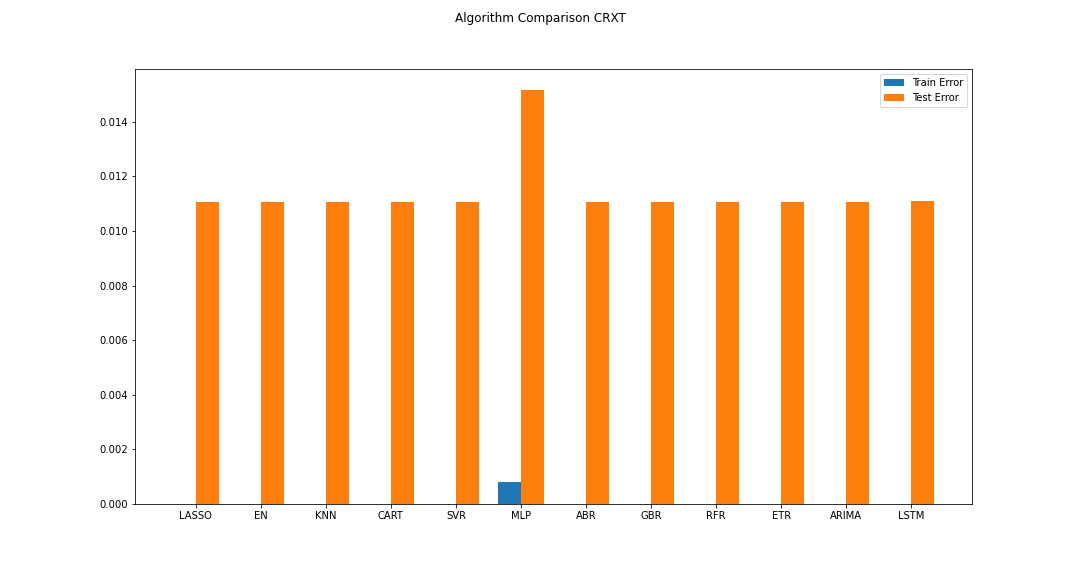 Algorithm Comparison CRXT
Train Error
Test Error
0.014
0.012
0.010
0.008
0.006
0.004
0.002
0.000
LASSO EN KNN CART SVR MLP ABR GBR RFR ETR ARIMA LSTM